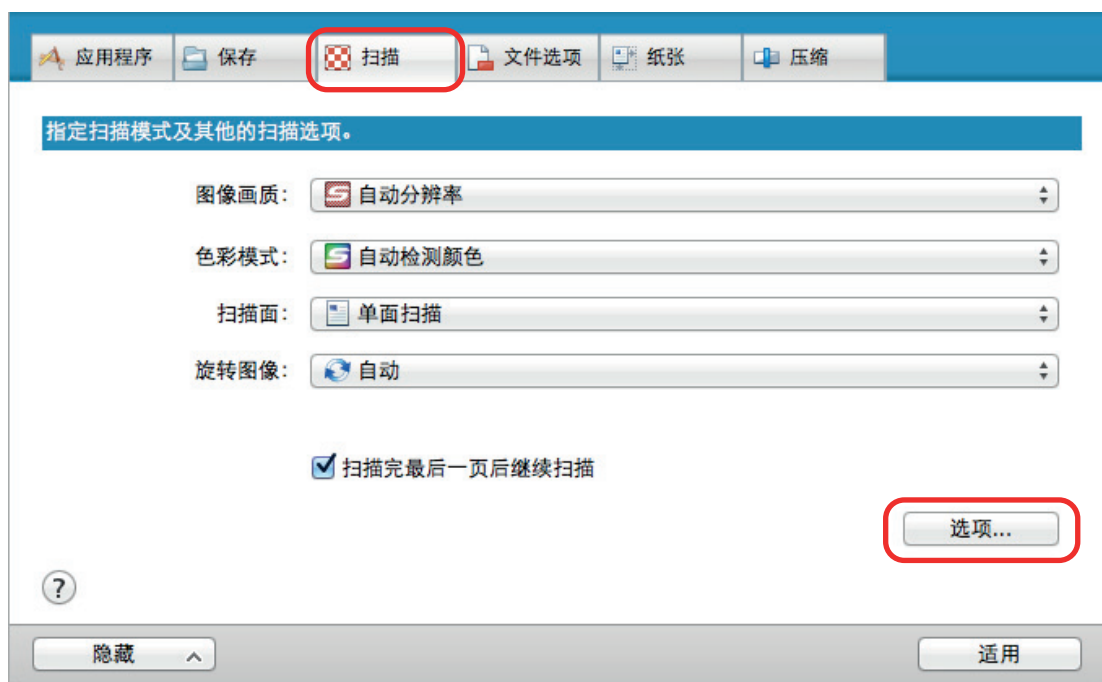 应用程序 保存 扫描 文件选项 纸张 压缩
指定扫描模式及其他的扫描选项。
图像画质: 自动分辨率
色彩模式: 自动检测颜色
扫描面: 单面扫描
旋转图像: 自动
扫描完最后一页后继续扫描
选项...
?
隐藏 适用